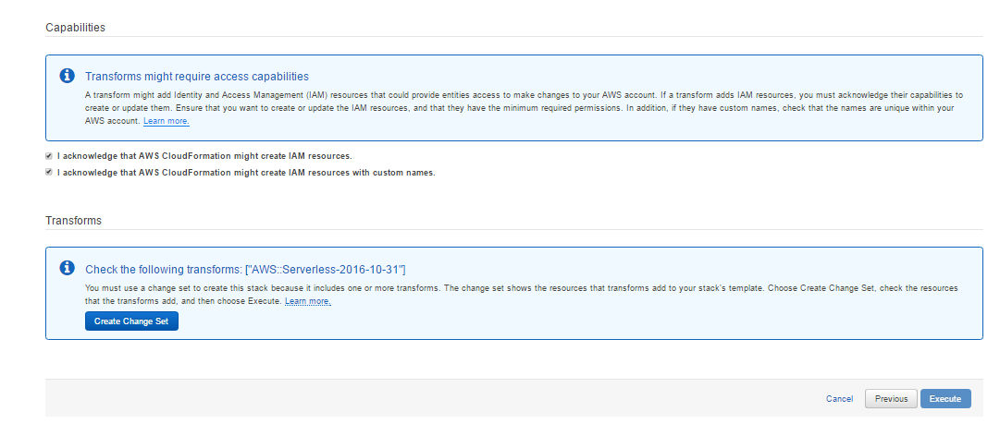 Capabilities
Transforms might require access capabilities
A transform might add Identity and Access Management (IAM) resources that could provide entities access to make changes to your AWS account. If a transform adds IAM resources, you must acknowledge their capabilities to
create or update them. Ensure that you want to create or update the IAM resources, and that they have the minimum required permissions. In addition, if they have custom names, check that the names are unique within your
AWS account. Learn more.
I acknowledge that AWS CloudFormation might create IAM resources.
I acknowledge that AWS CloudFormation might create IAM resources with custom names.
Transforms
Check the following transforms: ["AWS::Serverless-2016-10-31"]
You must use a change set to create this stack because it includes one or more transforms. The change set shows the resources that transforms add to your stack's template. Choose Create Change Set, check the resources
that the transforms add, and then choose Execute. Learn more.
Create Change Set
Cancel Previous Execute